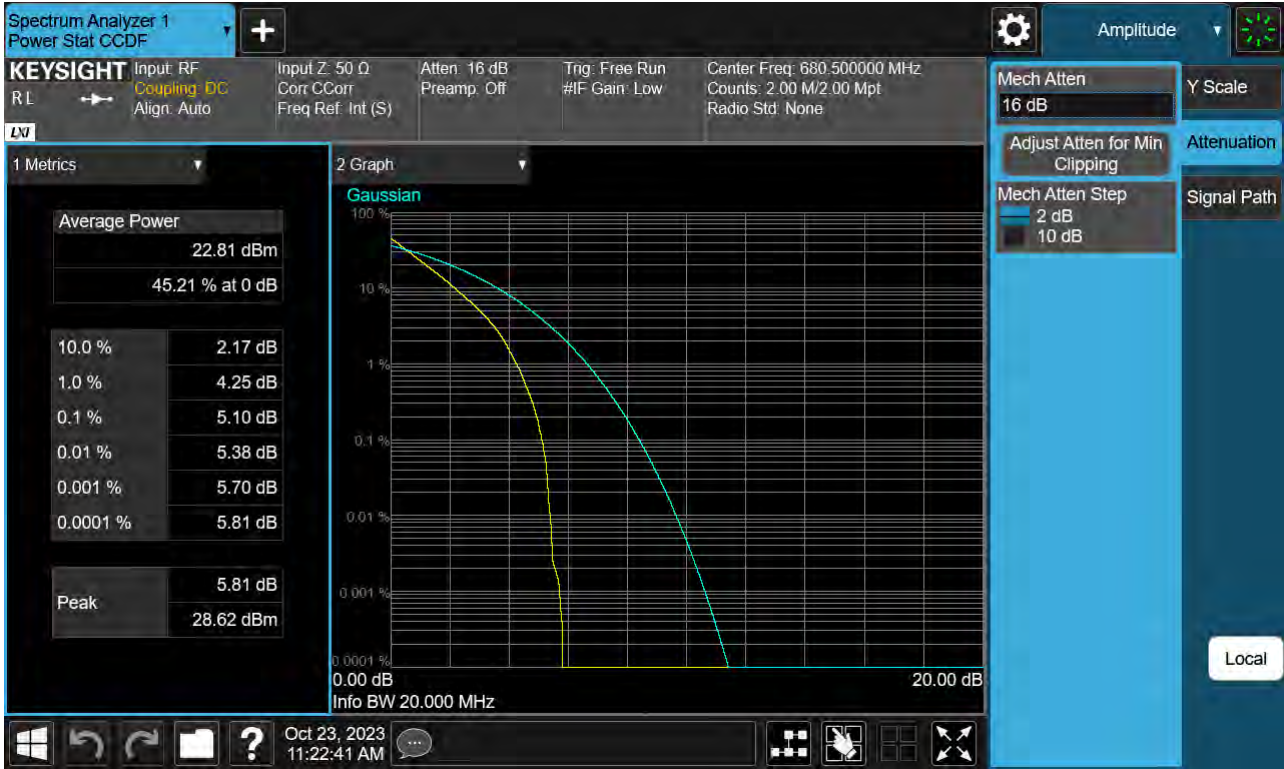 Spectrum Analyzer 1
Power Stat CCDF
Amplitude
KEYSIGHT
R L
LXI
Input: RF
Coupling: DC
Align: Auto
Input Z: 50 Ω
Corr CCorr
Freq Ref: Int (S)
Atten: 16 dB
Preamp: Off
Trig: Free Run
#IF Gain: Low
Center Freq: 680.500000 MHz
Counts: 2.00 M/2.00 Mpt
Radio Std: None
1 Metrics
Average Power
22.81 dBm
45.21 % at 0 dB
10.0 % 2.17 dB
1.0 % 4.25 dB
0.1 % 5.10 dB
0.01 % 5.38 dB
0.001 % 5.70 dB
0.0001 % 5.81 dB
Peak
5.81 dB
28.62 dBm
2 Graph
Gaussian
100 %
10 %
1 %
0.1 %
0.01 %
0.001 %
0.0001 %
0.00 dB 20.00 dB
Info BW 20.000 MHz
Mech Atten
16 dB
Adjust Atten for Min
Clipping
Mech Atten Step
2 dB
10 dB
Y Scale
Attenuation
Signal Path
Local
?
Oct 23, 2023
11:22:41 AM